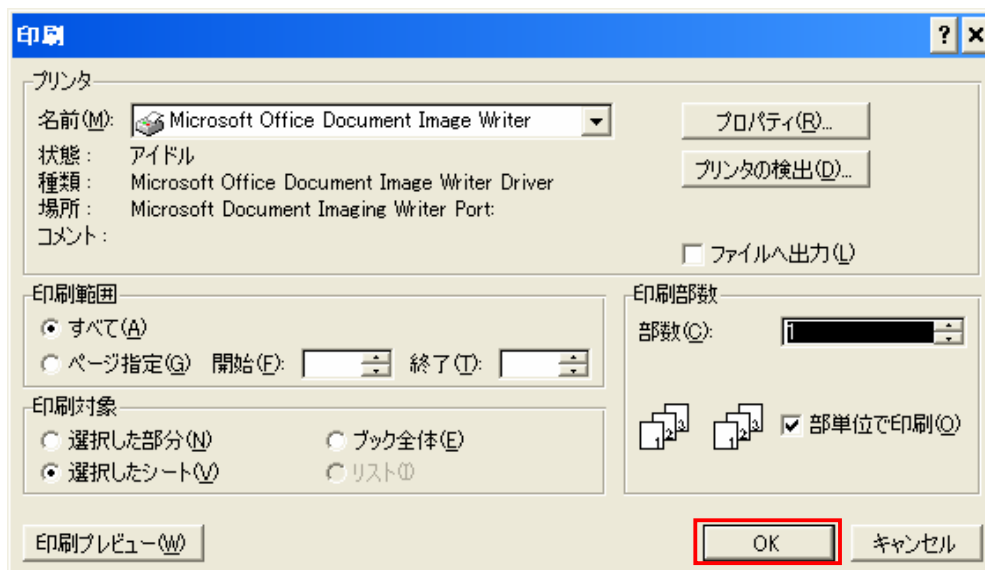 印刷
プリンタ
名前(M): Microsoft Office Document Image Writer プロパティ(R)...
状態： アイドル プリンタの検出(D)...
種類： Microsoft Office Document Image Writer Driver
場所： Microsoft Document Imaging Writer Port:
コメント：
ファイルへ出力(L)
印刷範囲
すべて(A)
ページ指定(G) 開始(F): 終了(T):
印刷部数
部数(C): 1
1 2 3 1 2 3 部単位で印刷(O)
印刷対象
選択した部分(N) ブック全体(E)
選択したシート(V) リスト(I)
印刷プレビュー(W) OK キャンセル